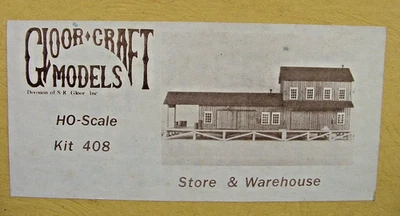 GLOOR♦CRAFT
MODELS
Division of S. R. Gloor Inc
HO-Scale
Kit 408
Store & Warehouse